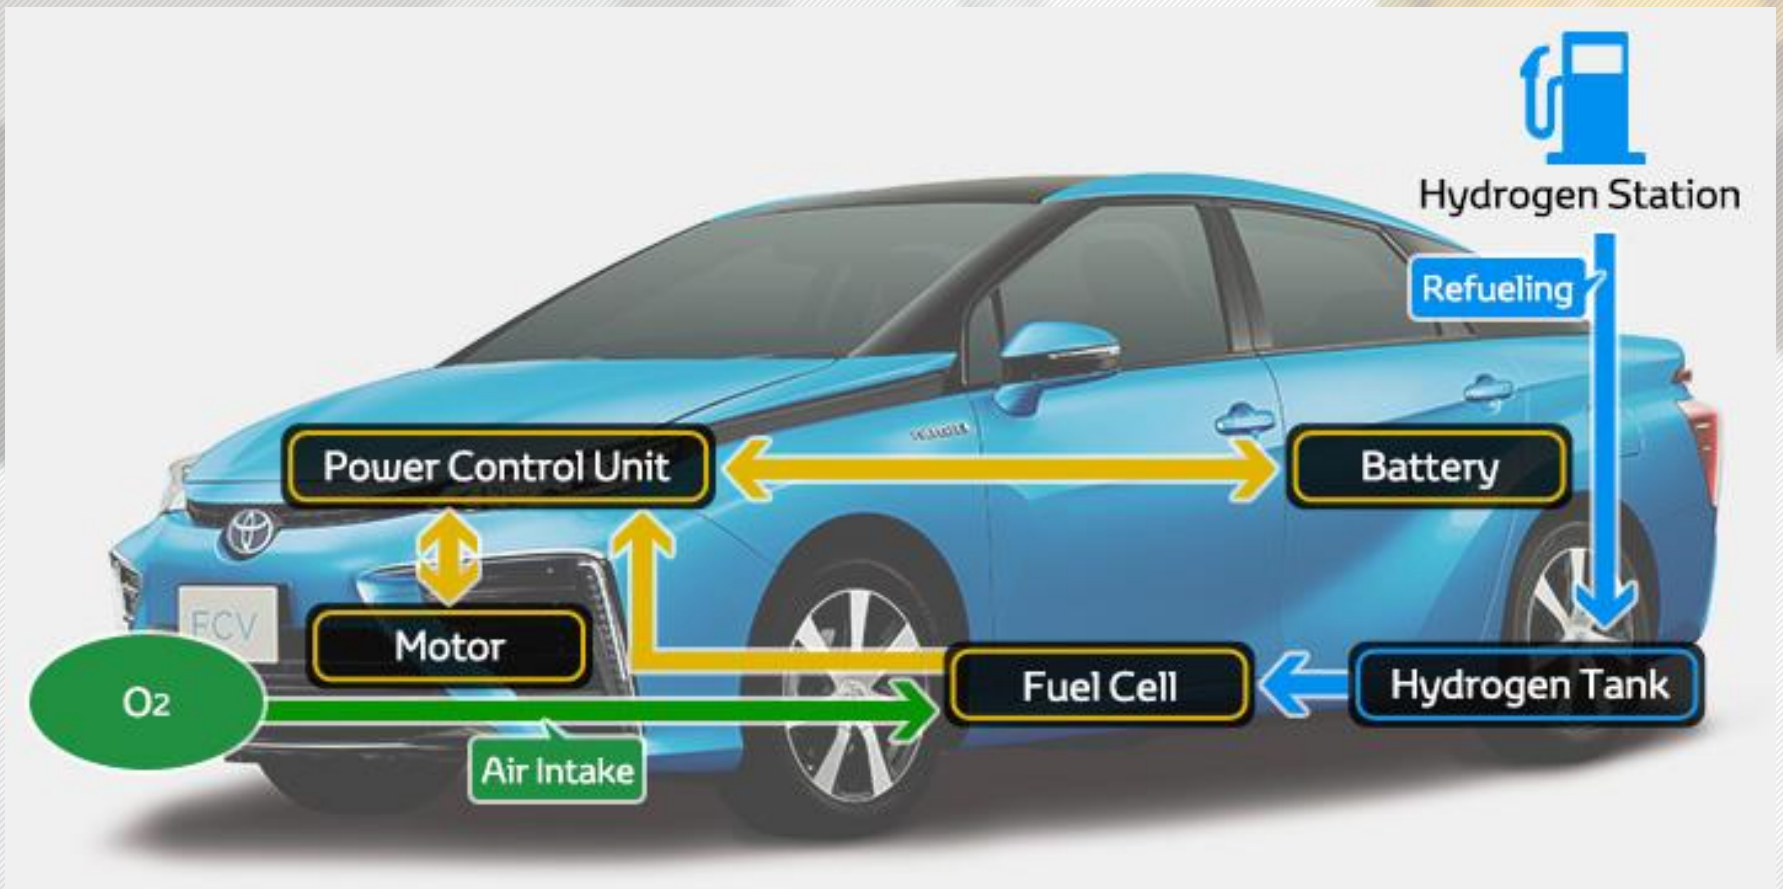 Hydrogen Station
Refueling
Power Control Unit
Battery
FCV
Motor
O2
Fuel Cell
Hydrogen Tank
Air Intake